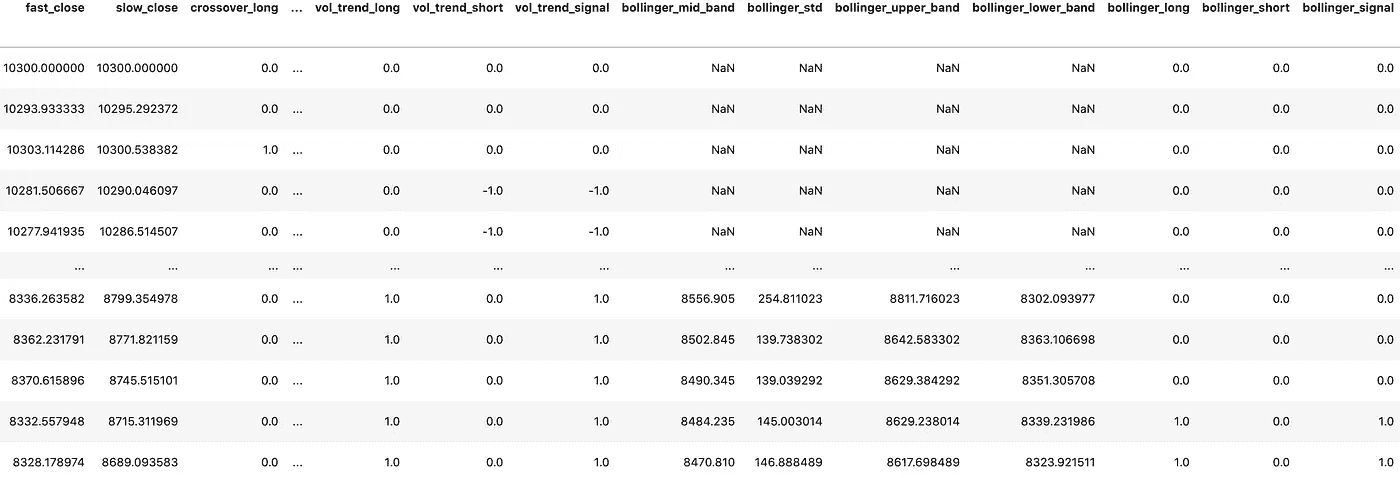 fast_close slow_close crossover_long ... vol_trend_long vol_trend_short vol_trend_signal bollinger_mid_band bollinger_std bollinger_upper_band bollinger_lower_band bollinger_long bollinger_short bollinger_signal
10300.000000 10300.000000 0.0 ... 0.0 0.0 0.0 NaN NaN NaN NaN 0.0 0.0 0.0
10293.933333 10295.292372 0.0 ... 0.0 0.0 0.0 NaN NaN NaN NaN 0.0 0.0 0.0
10303.114286 10300.538382 1.0 ... 0.0 0.0 0.0 NaN NaN NaN NaN 0.0 0.0 0.0
10281.506667 10290.046097 0.0 ... 0.0 -1.0 -1.0 NaN NaN NaN NaN 0.0 0.0 0.0
10277.941935 10286.514507 0.0 ... 0.0 -1.0 -1.0 NaN NaN NaN NaN 0.0 0.0 0.0
... ... ... ... ... ... ... ... ... ... ... ... ... ...
8336.263582 8799.354978 0.0 ... 1.0 0.0 1.0 8556.905 254.811023 8811.716023 8302.093977 0.0 0.0 0.0
8362.231791 8771.821159 0.0 ... 1.0 0.0 1.0 8502.845 139.738302 8642.583302 8363.106698 0.0 0.0 0.0
8370.615896 8745.515101 0.0 ... 1.0 0.0 1.0 8490.345 139.039292 8629.384292 8351.305708 0.0 0.0 0.0
8332.557948 8715.311969 0.0 ... 1.0 0.0 1.0 8484.235 145.003014 8629.238014 8339.231986 1.0 0.0 1.0
8328.178974 8689.093583 0.0 ... 1.0 0.0 1.0 8470.810 146.888489 8617.698489 8323.921511 1.0 0.0 1.0